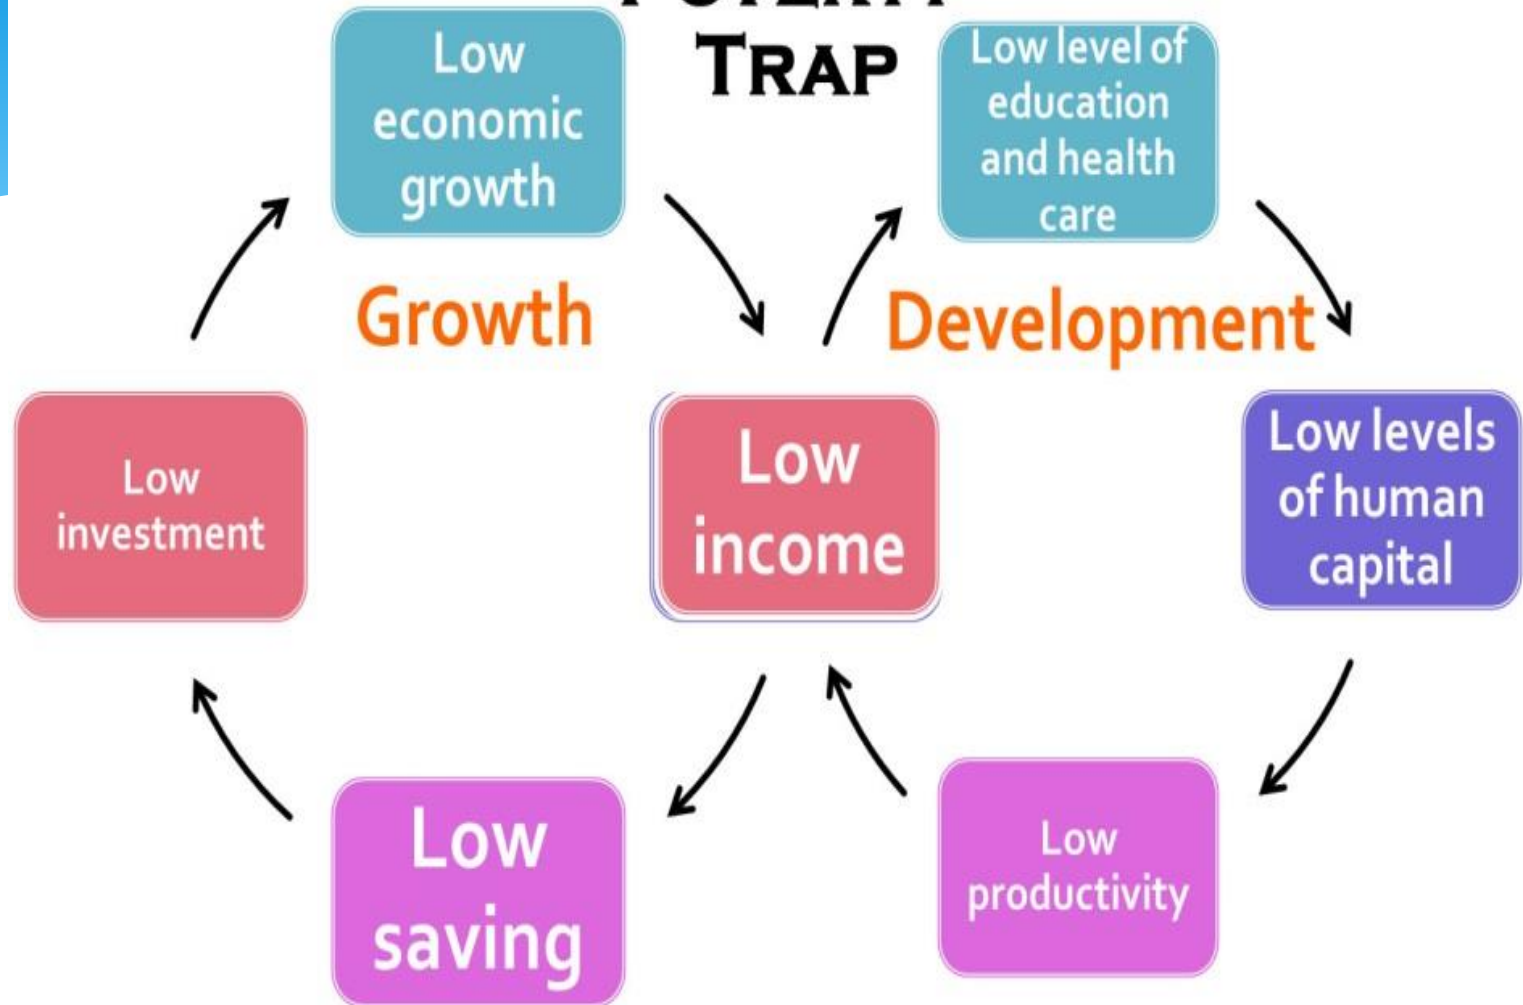 TRAP
Low
economic
growth
Low level of
education
and health
care
Growth
Development
Low
investment
Low
income
Low levels
of human
capital
Low
saving
Low
productivity